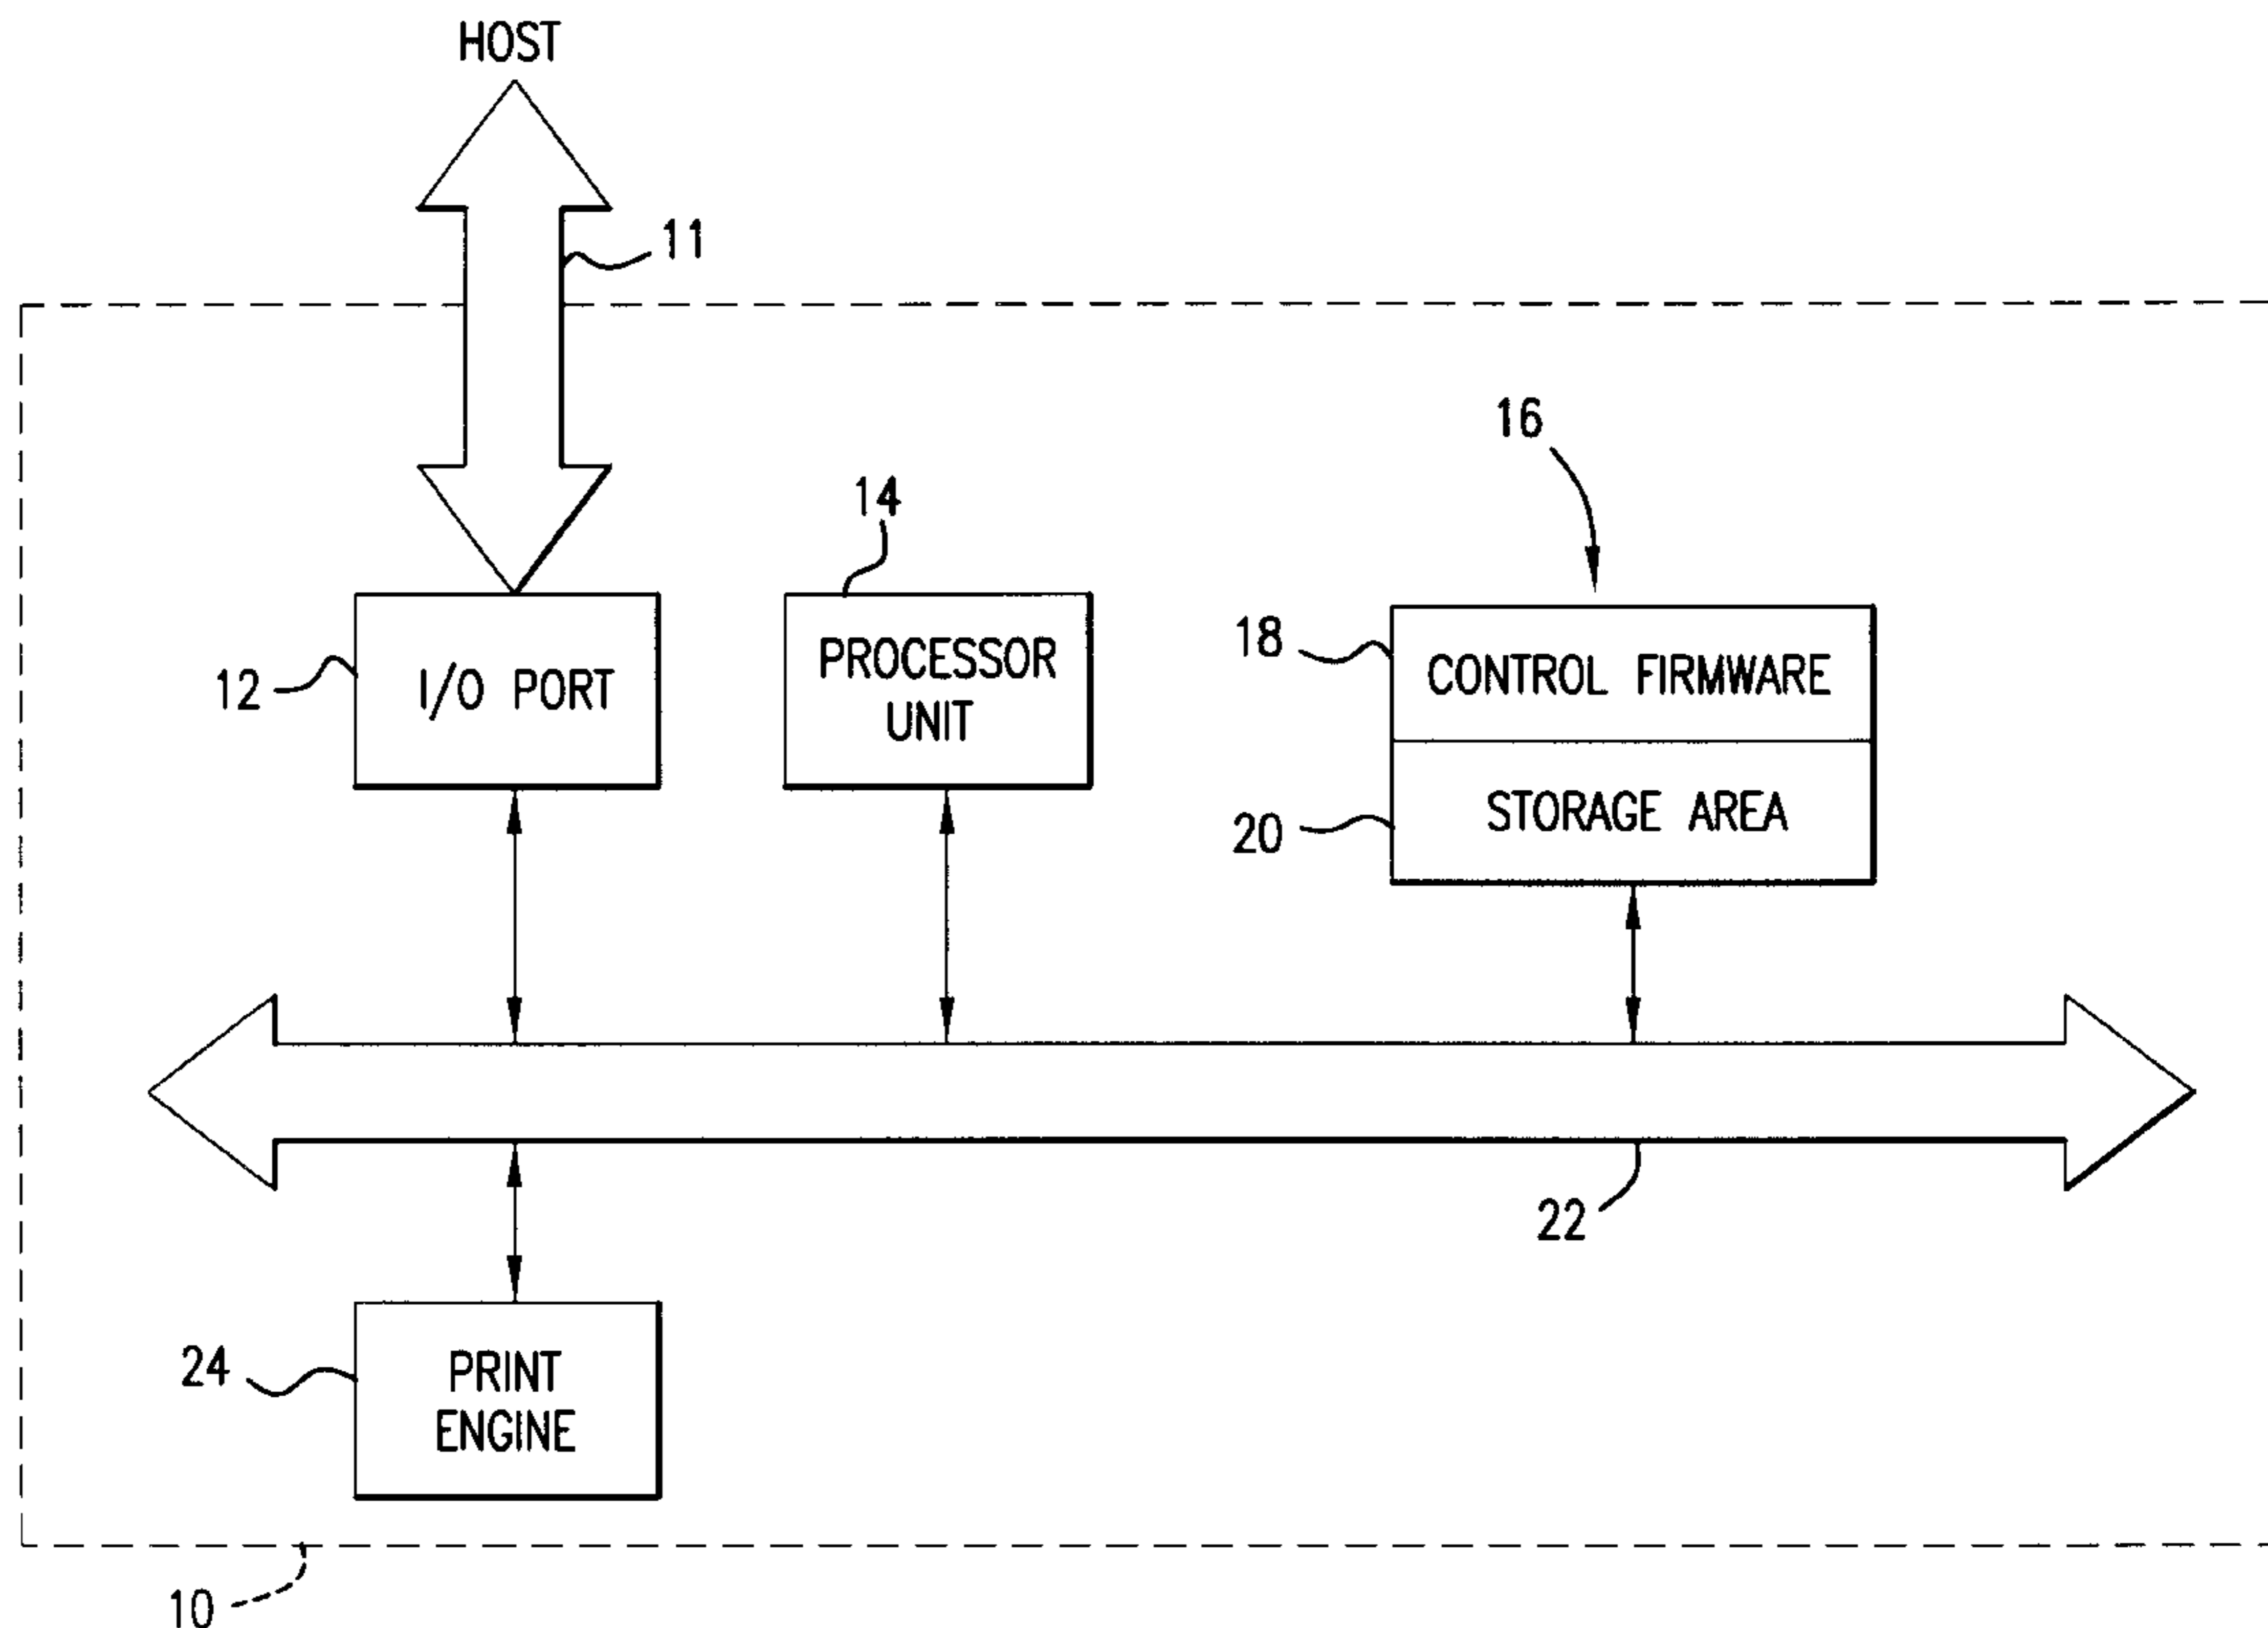 HOST
11
16
14
12
I/O PORT
PROCESSOR
UNIT
18
CONTROL FIRMWARE
20
STORAGE AREA
22
24
PRINT
ENGINE
10